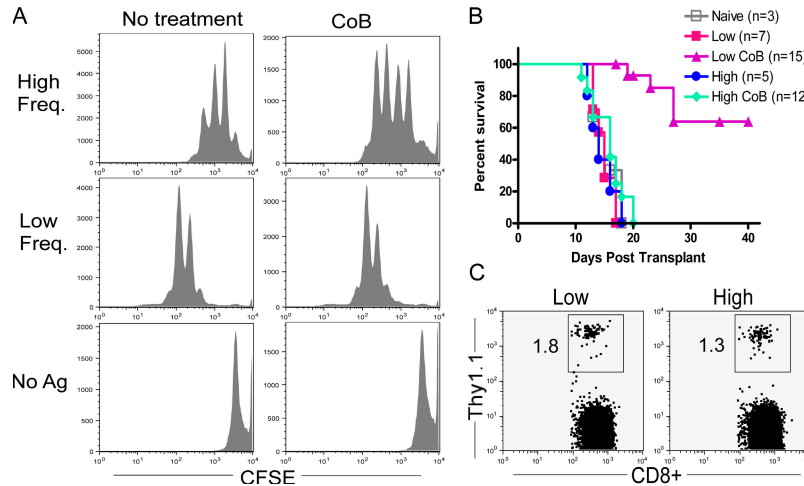 A
No treatment
CoB
High
Freq.
5000
4000
3000
2000
1000
0
2000
1500
1000
500
0
Low
Freq.
4000
3000
2000
1000
0
3000
2000
1000
0
No Ag
2000
1500
1000
500
0
1500
1000
500
0
10⁰ 10¹ 10² 10³ 10⁴
10⁰ 10¹ 10² 10³ 10⁴
CFSE
B
Naive (n=3)
Low (n=7)
Low CoB (n=15)
High (n=5)
High CoB (n=12
Percent survival
100
80
60
40
20
0
0 10 20 30 40
Days Post Transplant
C
Low
High
Thy1.1
10⁴
10³
10²
10¹
10⁰
1.8
10⁰ 10¹ 10² 10³ 10⁴
10⁴
10³
10²
10¹
10⁰
1.3
10⁰ 10¹ 10² 10³
CD8+